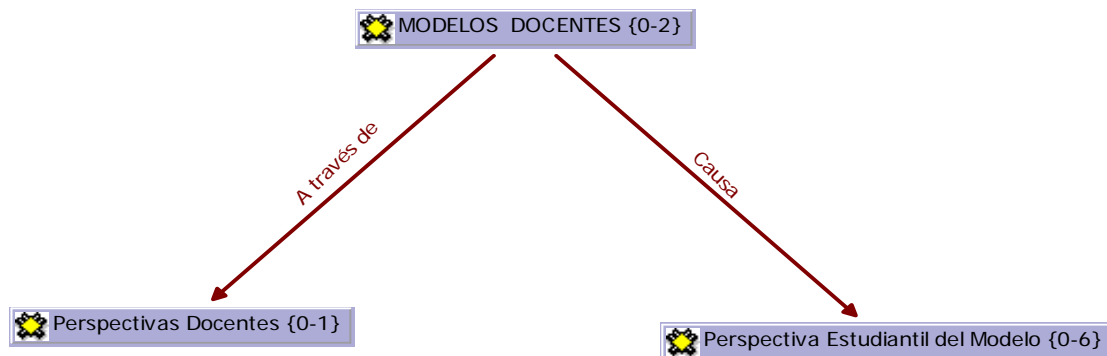 MODELOS DOCENTES {0-2}
A través de
Causa
Perspectivas Docentes {0-1}
Perspectiva Estudiantil del Modelo {0-6}